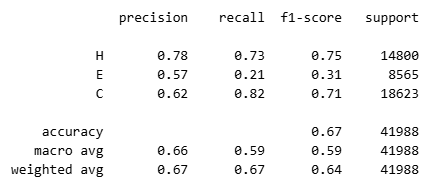 precision recall f1-score support
H 0.78 0.73 0.75 14800
E 0.57 0.21 0.31 8565
C 0.62 0.82 0.71 18623
accuracy 0.67 41988
macro avg 0.66 0.59 0.59 41988
weighted avg 0.67 0.67 0.64 41988